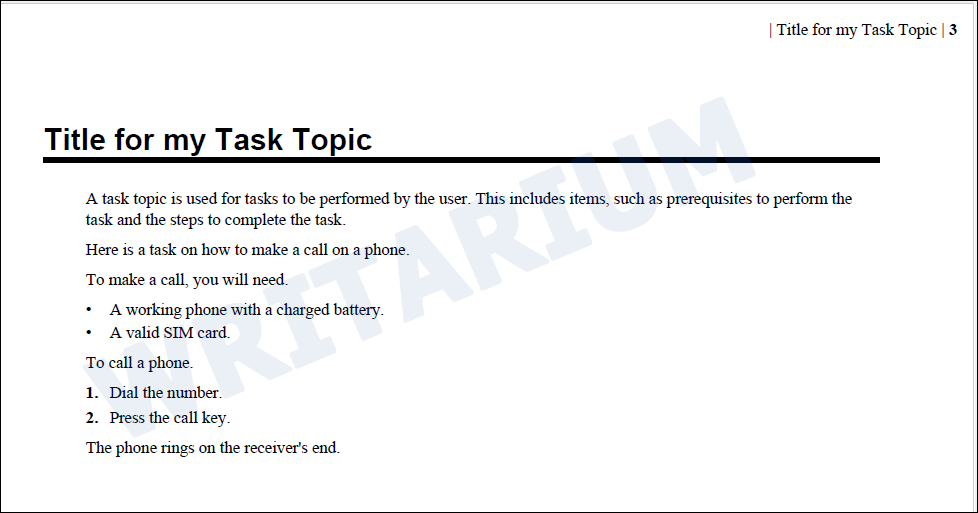 | Title for my Task Topic | 3
Title for my Task Topic
A task topic is used for tasks to be performed by the user. This includes items, such as prerequisites to perform the
task and the steps to complete the task.
Here is a task on how to make a call on a phone.
To make a call, you will need.
• A working phone with a charged battery.
• A valid SIM card.
To call a phone.
1. Dial the number.
2. Press the call key.
The phone rings on the receiver's end.
WRITARIUM